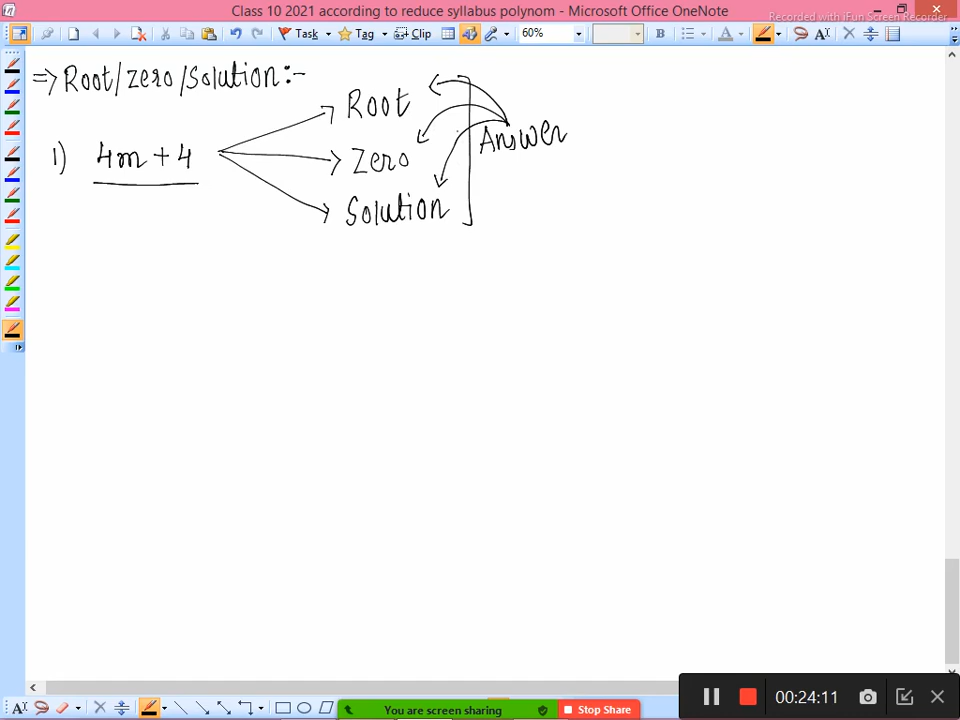 Class 10 2021 according to reduce syllabus polynom - Microsoft Office OneNote
Recorded with iFun Screen Recorder
Task Tag Clip 60% B A A
⇒ Root/zero/Solution:-
Root
Answer
1) 4m + 4
Zero
Solution
A
You are screen sharing
Stop Share
00:24:11